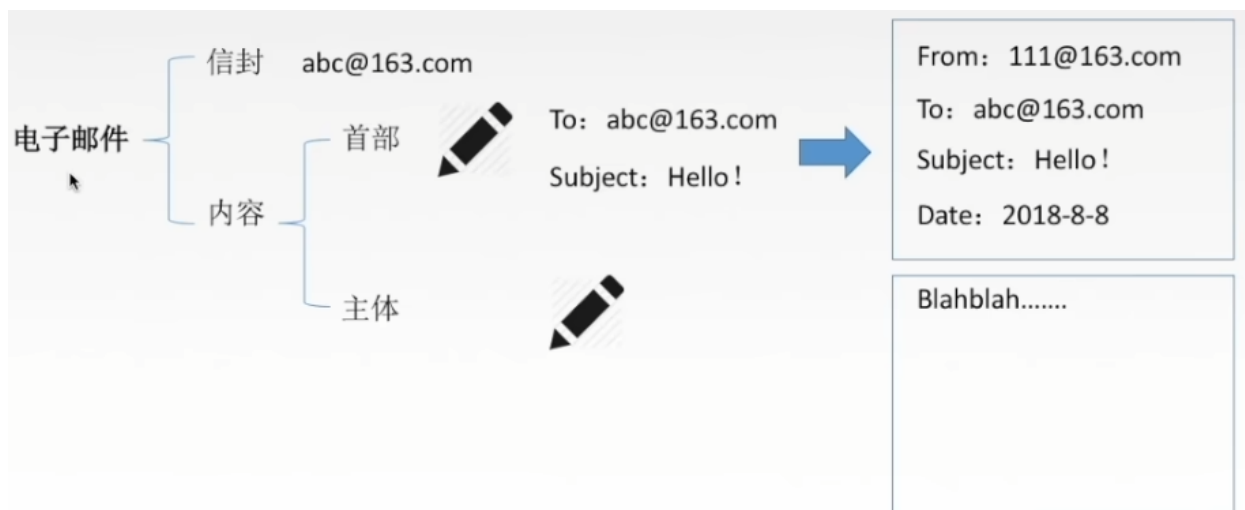 电子邮件
信封 abc@163.com
内容
首部
To：abc@163.com
Subject：Hello！
主体
From：111@163.com
To：abc@163.com
Subject：Hello！
Date：2018-8-8
Blahblah.......